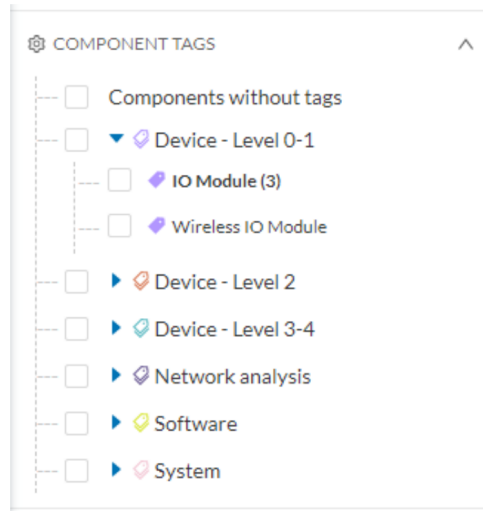 COMPONENT TAGS
Components without tags
Device - Level 0-1
IO Module (3)
Wireless IO Module
Device - Level 2
Device - Level 3-4
Network analysis
Software
System